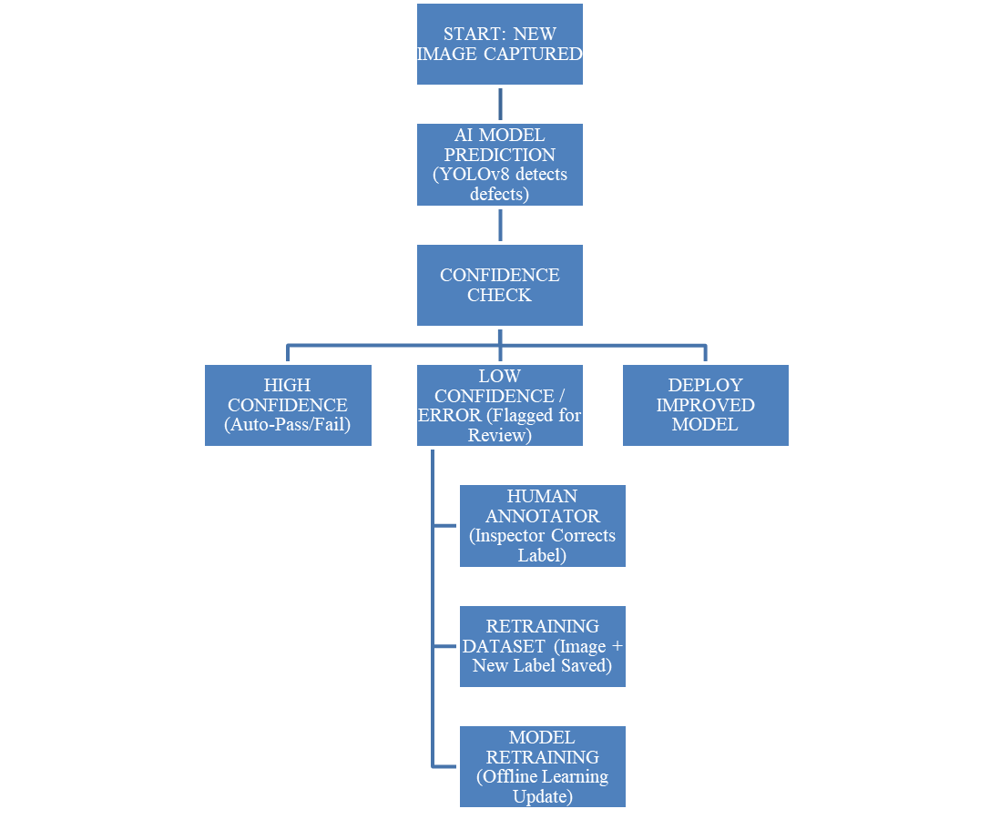 START: NEW
IMAGE CAPTURED
AI MODEL
PREDICTION
(YOLOv8 detects
defects)
CONFIDENCE
CHECK
HIGH
CONFIDENCE
(Auto-Pass/Fail)
LOW
CONFIDENCE /
ERROR (Flagged for
Review)
DEPLOY
IMPROVED
MODEL
HUMAN
ANNOTATOR
(Inspector Corrects
Label)
RETRAINING
DATASET (Image +
New Label Saved)
MODEL
RETRAINING
(Offline Learning
Update)